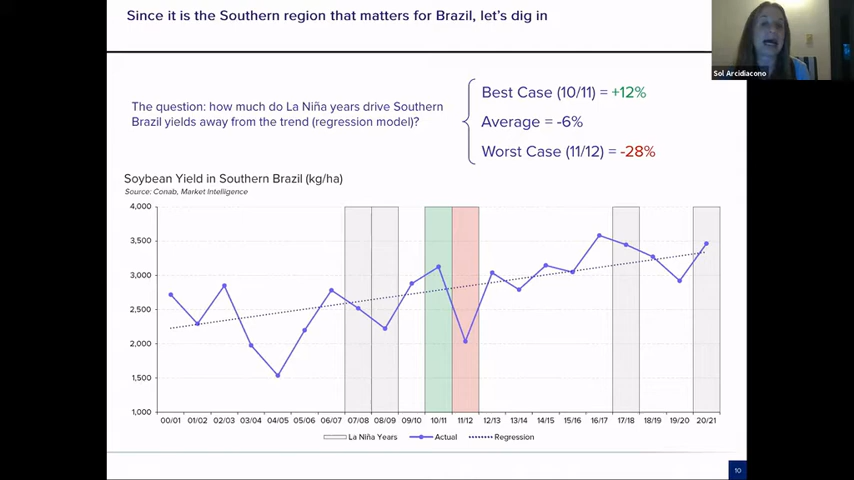 Since it is the Southern region that matters for Brazil, let's dig in
Sol Arcidiacono
The question: how much do La Niña years drive Southern
Brazil yields away from the trend (regression model)?
Best Case (10/11) = +12%
Average = -6%
Worst Case (11/12) = -28%
Soybean Yield in Southern Brazil (kg/ha)
Source: Conab, Market Intelligence
4,000
3,500
3,000
2,500
2,000
1,500
1,000
00/01 01/02 02/03 03/04 04/05 05/06 06/07 07/08 08/09 09/10 10/11 11/12 12/13 13/14 14/15 15/16 16/17 17/18 18/19 19/20 20/21
La Niña Years Actual Regression
10